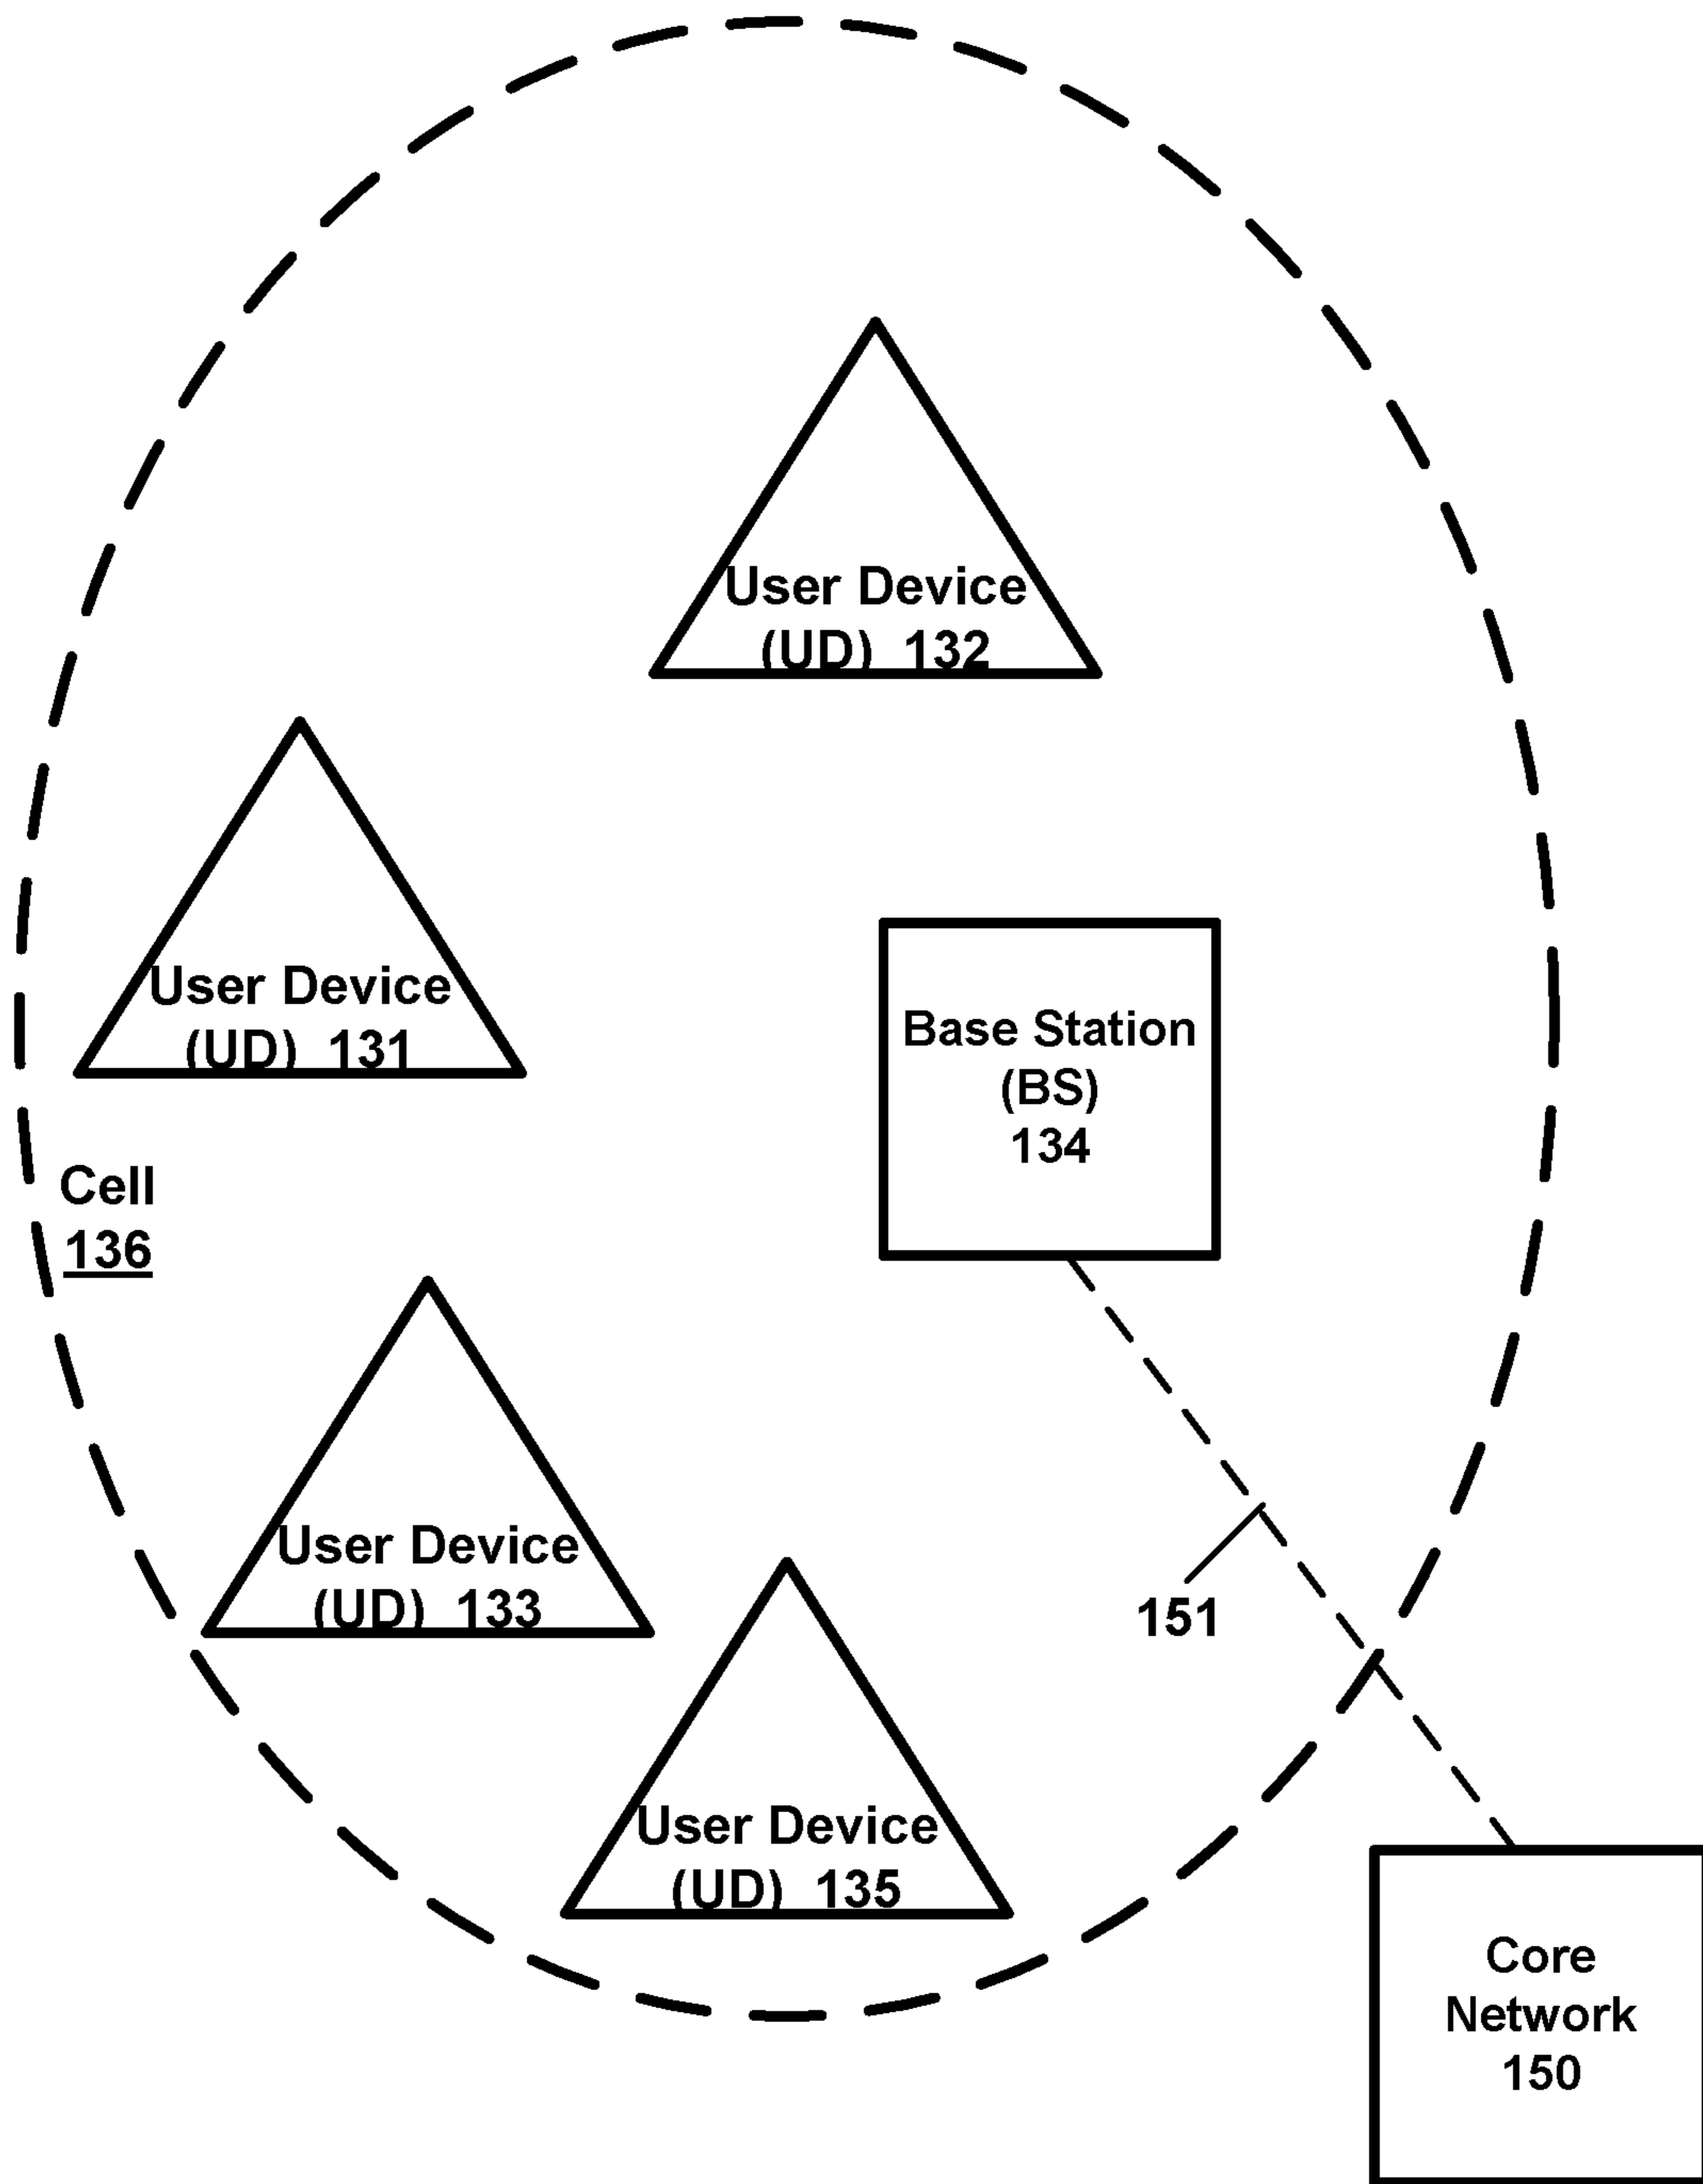 User Device
(UD) 132
User Device
(UD) 131
Base Station
(BS)
134
Cell
136
User Device
(UD) 133
151
User Device
(UD) 135
Core
Network
150